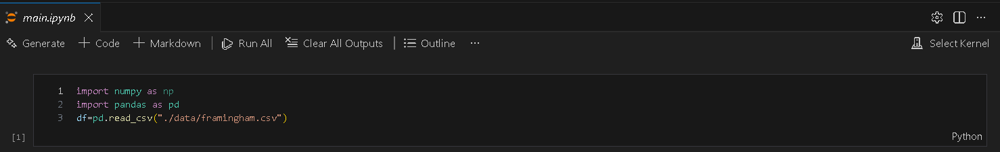 main.ipynb
Generate Code Markdown Run All Clear All Outputs Outline ... Select Kernel
1 import numpy as np
2 import pandas as pd
3 df=pd.read_csv("./data/framingham.csv")
[1]
Python